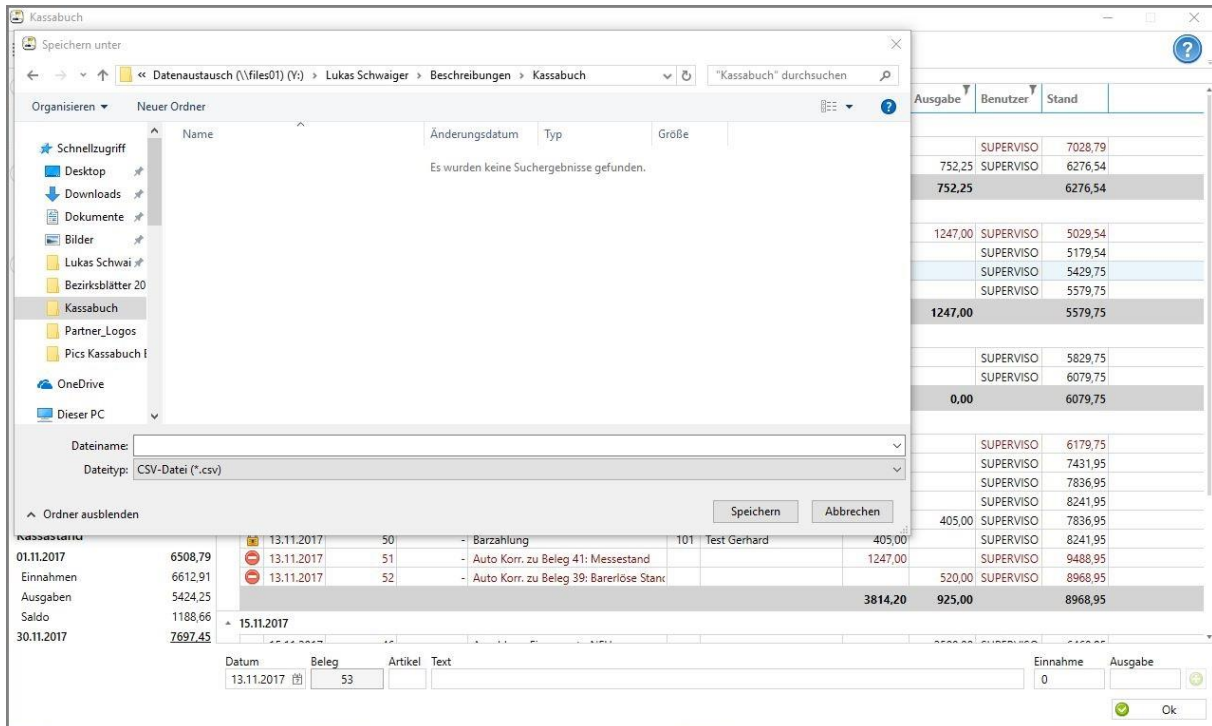 Kassabuch
Speichern unter
« Datenaustausch (\\files01) (Y:) › Lukas Schwaiger › Beschreibungen › Kassabuch "Kassabuch" durchsuchen
Organisieren Neuer Ordner
Name Änderungsdatum Typ Größe
Es wurden keine Suchergebnisse gefunden.
Schnellzugriff
Desktop
Downloads
Dokumente
Bilder
Lukas Schwai
Bezirksblätter 20
Kassabuch
Partner_Logos
Pics Kassabuch
OneDrive
Dieser PC
Dateiname:
Dateityp: CSV-Datei (*.csv)
Ordner ausblenden Speichern Abbrechen
Ausgabe Benutzer Stand
SUPERVISO 7028,79
752,25 SUPERVISO 6276,54
752,25 6276,54
1247,00 SUPERVISO 5029,54
SUPERVISO 5179,54
SUPERVISO 5429,75
SUPERVISO 5579,75
1247,00 5579,75
SUPERVISO 5829,75
SUPERVISO 6079,75
0,00 6079,75
SUPERVISO 6179,75
SUPERVISO 7431,95
SUPERVISO 7836,95
SUPERVISO 8241,95
405,00 SUPERVISO 7836,95
13.11.2017 50 - Barzahlung 101 Test Gerhard 405,00 SUPERVISO 8241,95
13.11.2017 51 - Auto Korr. zu Beleg 41: Messestand 1247,00 SUPERVISO 9488,95
13.11.2017 52 - Auto Korr. zu Beleg 39: Barerlöse Stand 520,00 SUPERVISO 8968,95
3814,20 925,00 8968,95
15.11.2017
Kassastand
01.11.2017 6508,79
Einnahmen 6612,91
Ausgaben 5424,25
Saldo 1188,66
30.11.2017 7697,45
Datum Beleg Artikel Text Einnahme Ausgabe
13.11.2017 53 0
Ok